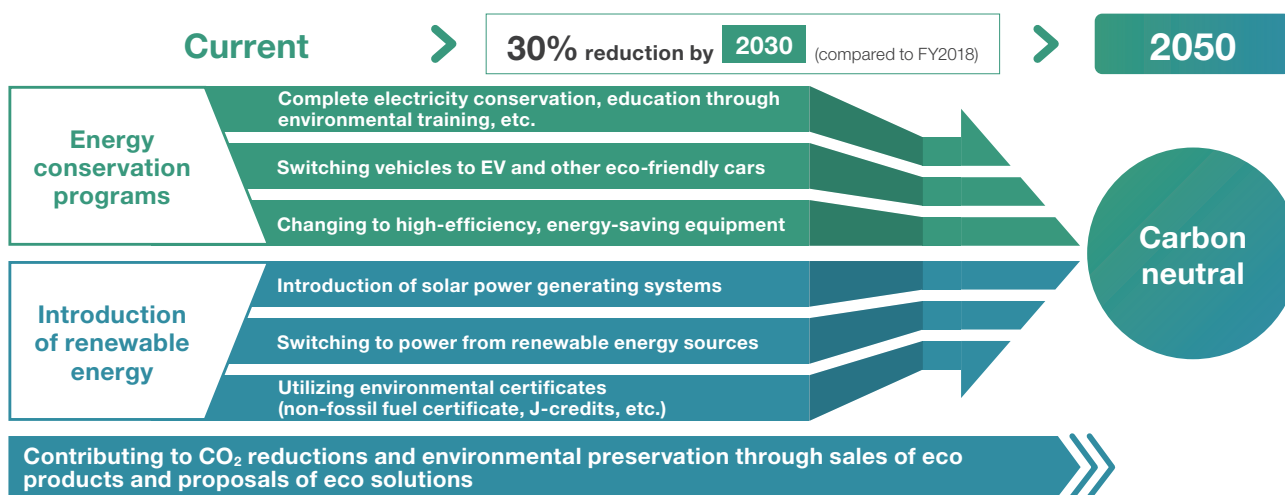 Current
30% reduction by 2030 (compared to FY2018)
2050
Energy
conservation
programs
Complete electricity conservation, education through
environmental training, etc.
Switching vehicles to EV and other eco-friendly cars
Changing to high-efficiency, energy-saving equipment
Introduction
of renewable
energy
Introduction of solar power generating systems
Switching to power from renewable energy sources
Utilizing environmental certificates
(non-fossil fuel certificate, J-credits, etc.)
Carbon
neutral
Contributing to CO₂ reductions and environmental preservation through sales of eco
products and proposals of eco solutions